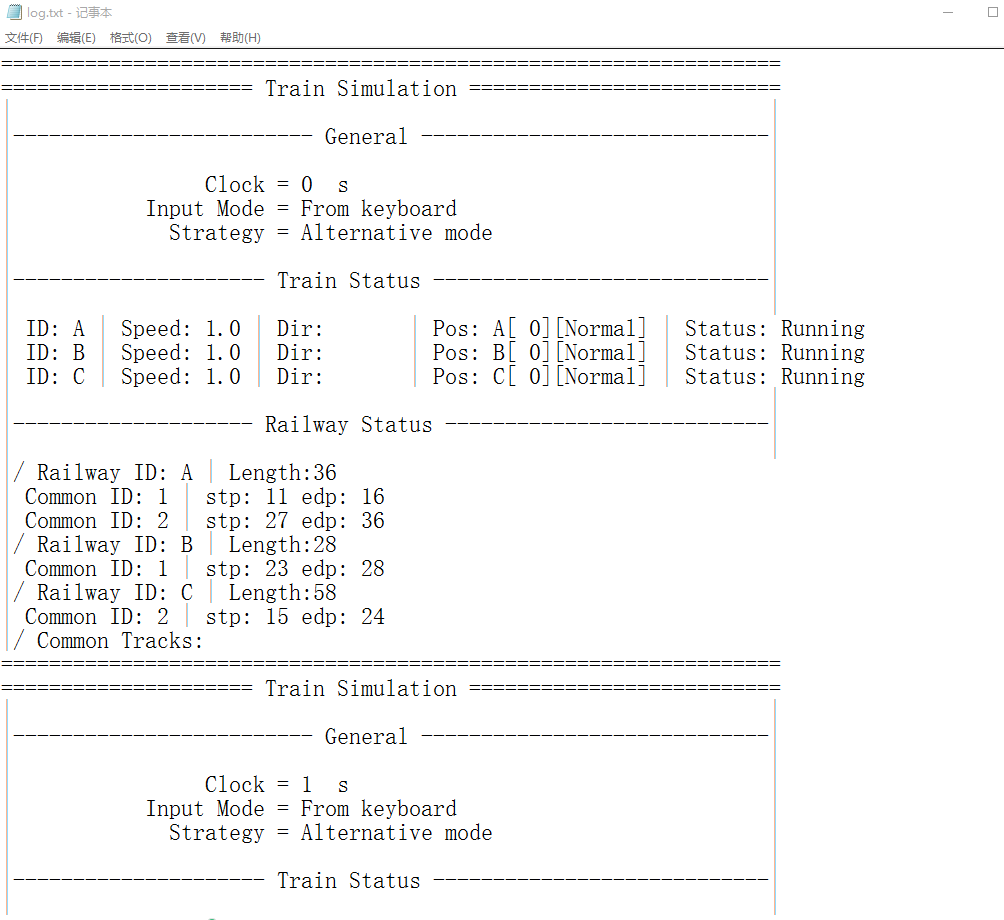 log.txt - 记事本
文件(F) 编辑(E) 格式(O) 查看(V) 帮助(H)
=================================================================
===================== Train Simulation ==========================
|                                                               |
|------------------------- General -----------------------------|
|                                                               |
|                Clock = 0  s                                   |
|           Input Mode = From keyboard                          |
|             Strategy = Alternative mode                       |
|                                                               |
|--------------------- Train Status ----------------------------|
|                                                               |
| ID: A | Speed: 1.0 | Dir:       | Pos: A[ 0][Normal] | Status: Running
| ID: B | Speed: 1.0 | Dir:       | Pos: B[ 0][Normal] | Status: Running
| ID: C | Speed: 1.0 | Dir:       | Pos: C[ 0][Normal] | Status: Running
|                                                               |
|-------------------- Railway Status ---------------------------|
|                                                               |
|/ Railway ID: A | Length:36
| Common ID: 1 | stp: 11 edp: 16
| Common ID: 2 | stp: 27 edp: 36
|/ Railway ID: B | Length:28
| Common ID: 1 | stp: 23 edp: 28
|/ Railway ID: C | Length:58
| Common ID: 2 | stp: 15 edp: 24
|/ Common Tracks:
=================================================================
===================== Train Simulation ==========================
|                                                               |
|------------------------- General -----------------------------|
|                                                               |
|                Clock = 1  s                                   |
|           Input Mode = From keyboard                          |
|             Strategy = Alternative mode                       |
|                                                               |
|--------------------- Train Status ----------------------------|